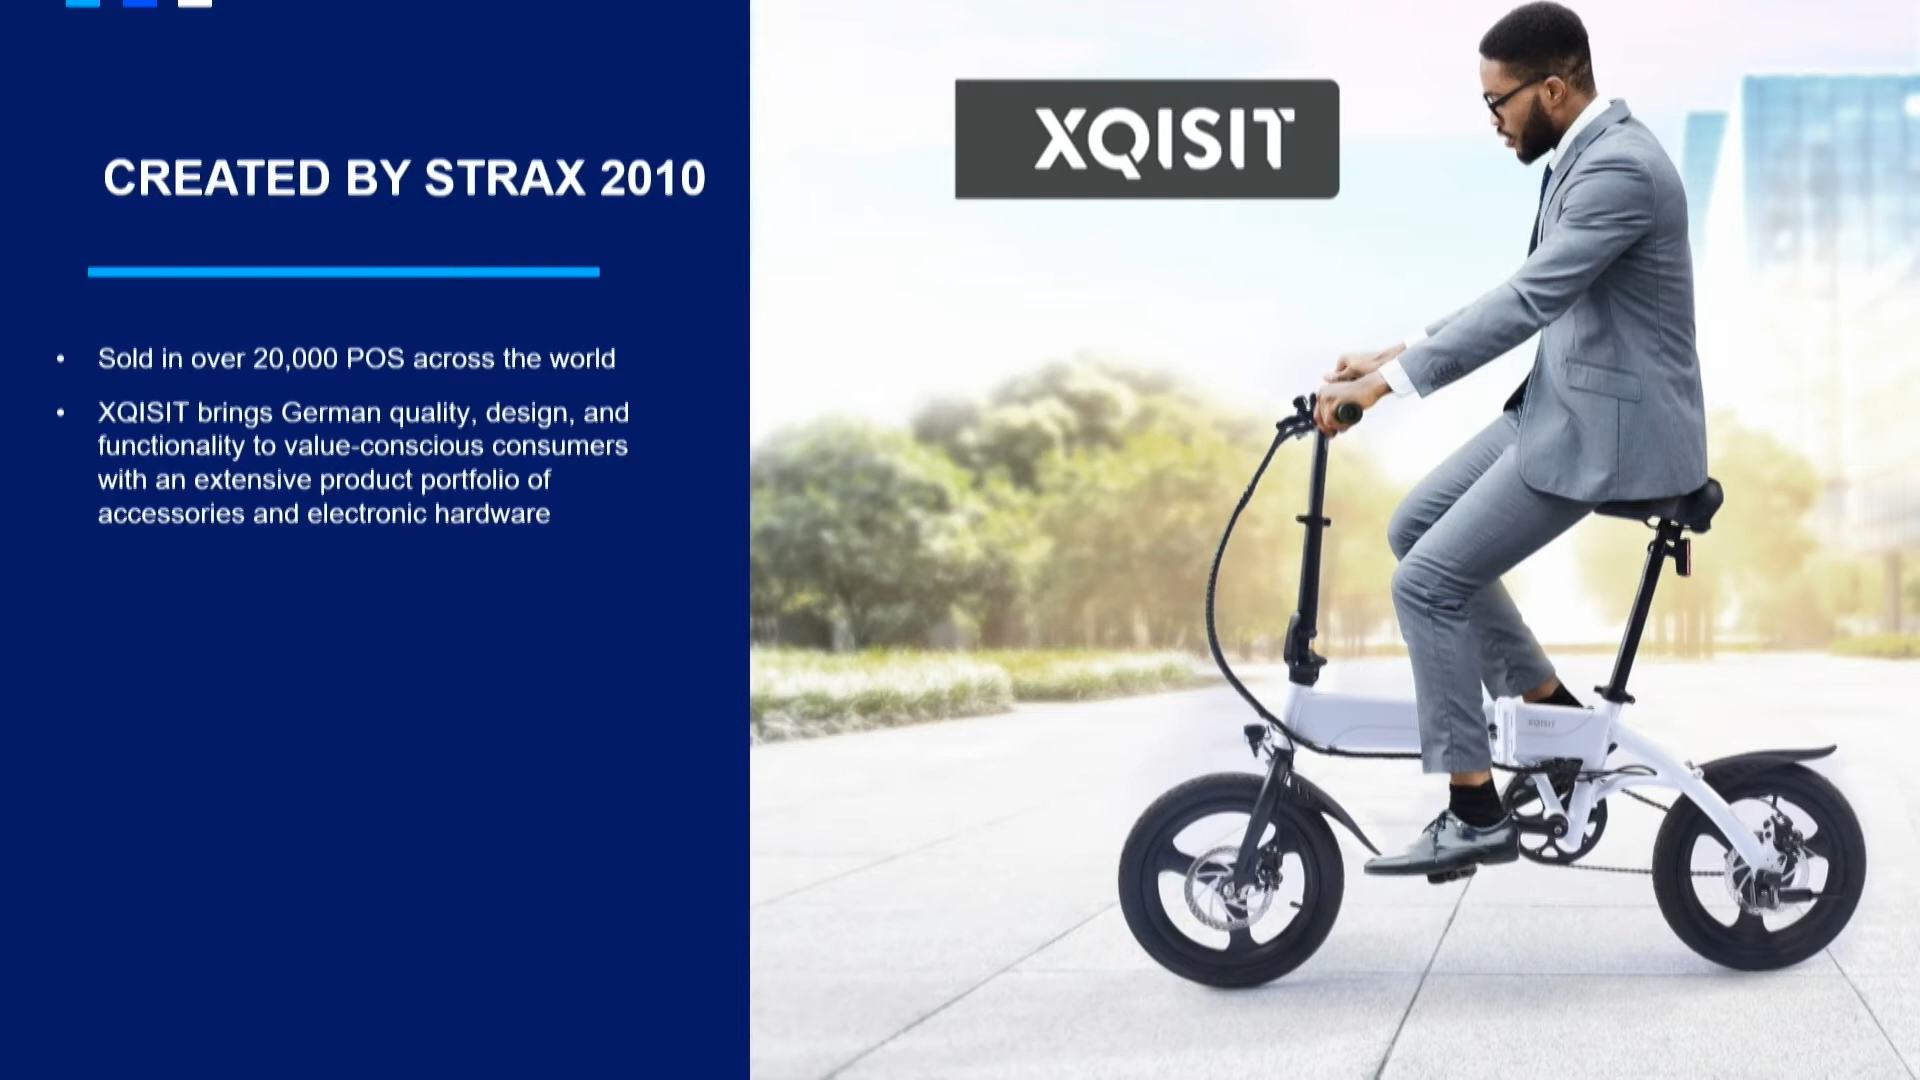 CREATED BY STRAX 2010
• Sold in over 20,000 POS across the world
• XQISIT brings German quality, design, and
functionality to value-conscious consumers
with an extensive product portfolio of
accessories and electronic hardware
XQISIT
XQISIT